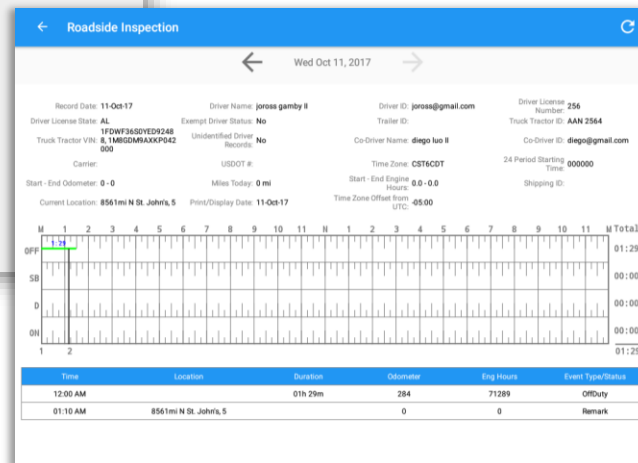 Roadside Inspection
Wed Oct 11, 2017
Record Date: 11-Oct-17 Driver Name: joross gamby II Driver ID: joross@gmail.com Driver License Number: 256
Driver License State: AL Exempt Driver Status: No Trailer ID: Truck Tractor ID: AAN 2564
Truck Tractor VIN: 1FDWF36S0YED9248 8, 1M8GDM9AXKP042 000 Unidentified Driver Records: No Co-Driver Name: diego luo II Co-Driver ID: diego@gmail.com
Carrier: USDOT #: Time Zone: CST6CDT 24 Period Starting Time: 000000
Start - End Odometer: 0 - 0 Miles Today: 0 mi Start - End Engine Hours: 0.0 - 0.0 Shipping ID:
Current Location: 8561mi N St. John's, 5 Print/Display Date: 11-Oct-17 Time Zone Offset from UTC: -05:00
M 1 2 3 4 5 6 7 8 9 10 11 N 1 2 3 4 5 6 7 8 9 10 11 M Total
1:29
OFF 01:29
SB 00:00
D 00:00
ON 00:00
1 2 01:29
Time Location Duration Odometer Eng Hours Event Type/Status
12:00 AM 01h 29m 284 71289 OffDuty
01:10 AM 8561mi N St. John's, 5 0 0 Remark